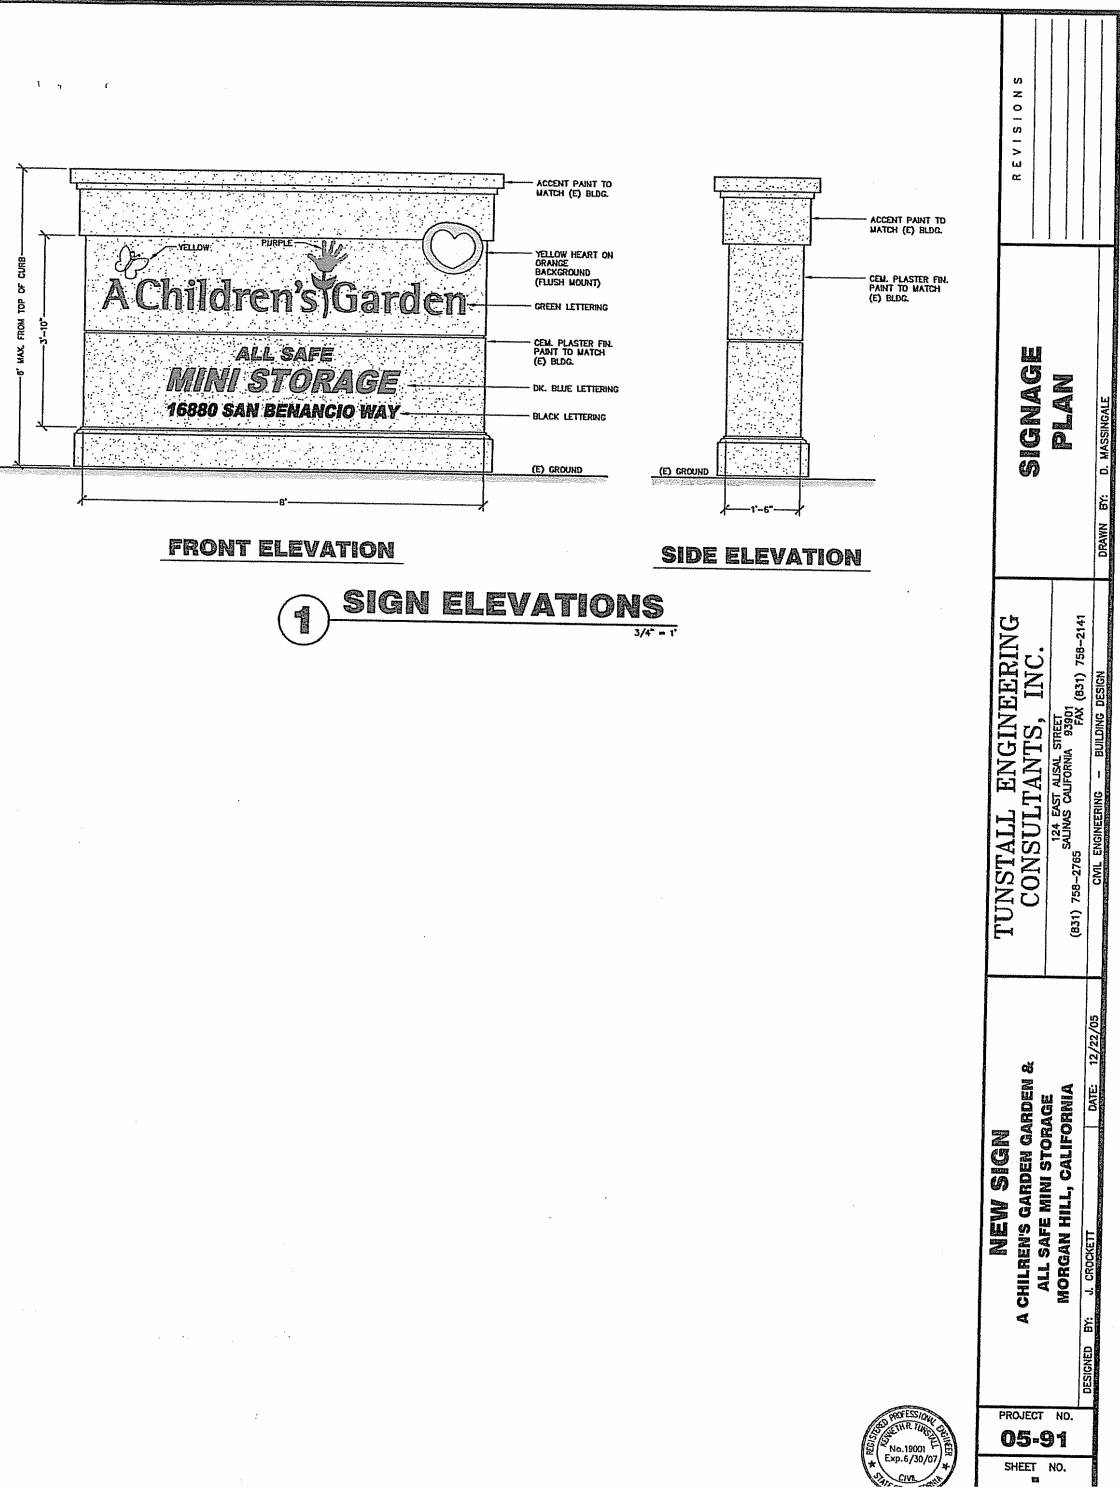 ACCENT PAINT TO
MATCH (E) BLDG.
YELLOW
PURPLE
YELLOW HEART ON
ORANGE
BACKGROUND
(FLUSH MOUNT)
A Children's Garden
GREEN LETTERING
CEM. PLASTER FIN.
PAINT TO MATCH
(E) BLDG.
ALL SAFE
MINI STORAGE
DK. BLUE LETTERING
16880 SAN BENANCIO WAY
BLACK LETTERING
(E) GROUND
6' MAX. FROM TOP OF CURB
3'-10"
8'
FRONT ELEVATION
ACCENT PAINT TO
MATCH (E) BLDG.
CEM. PLASTER FIN.
PAINT TO MATCH
(E) BLDG.
(E) GROUND
1'-6"
SIDE ELEVATION
1
SIGN ELEVATIONS
3/4" = 1'
REVISIONS
SIGNAGE
PLAN
DRAWN BY: D. MASSINGALE
TUNSTALL ENGINEERING
CONSULTANTS, INC.
124 EAST ALISAL STREET
SALINAS CALIFORNIA 93901
(831) 758-2765 FAX (831) 758-2141
CIVIL ENGINEERING - BUILDING DESIGN
NEW SIGN
A CHILREN'S GARDEN GARDEN &
ALL SAFE MINI STORAGE
MORGAN HILL, CALIFORNIA
DESIGNED BY: J. CROCKETT DATE: 12/22/05
PROJECT NO.
05-91
SHEET NO.
REGISTERED PROFESSIONAL ENGINEER
KENNETH R. TUNSTALL
No.19001
Exp.6/30/07
CIVIL